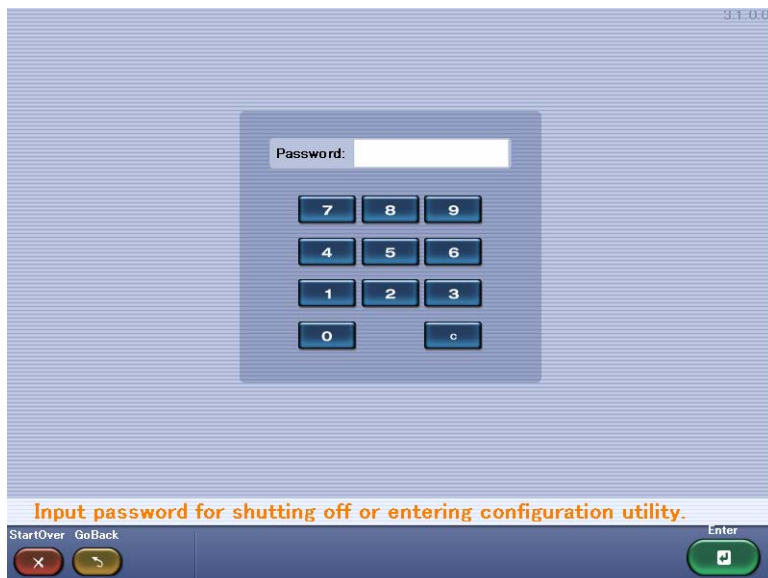 3.1.0.0
Password:
7 8 9
4 5 6
1 2 3
0 c
Input password for shutting off or entering configuration utility.
StartOver GoBack Enter